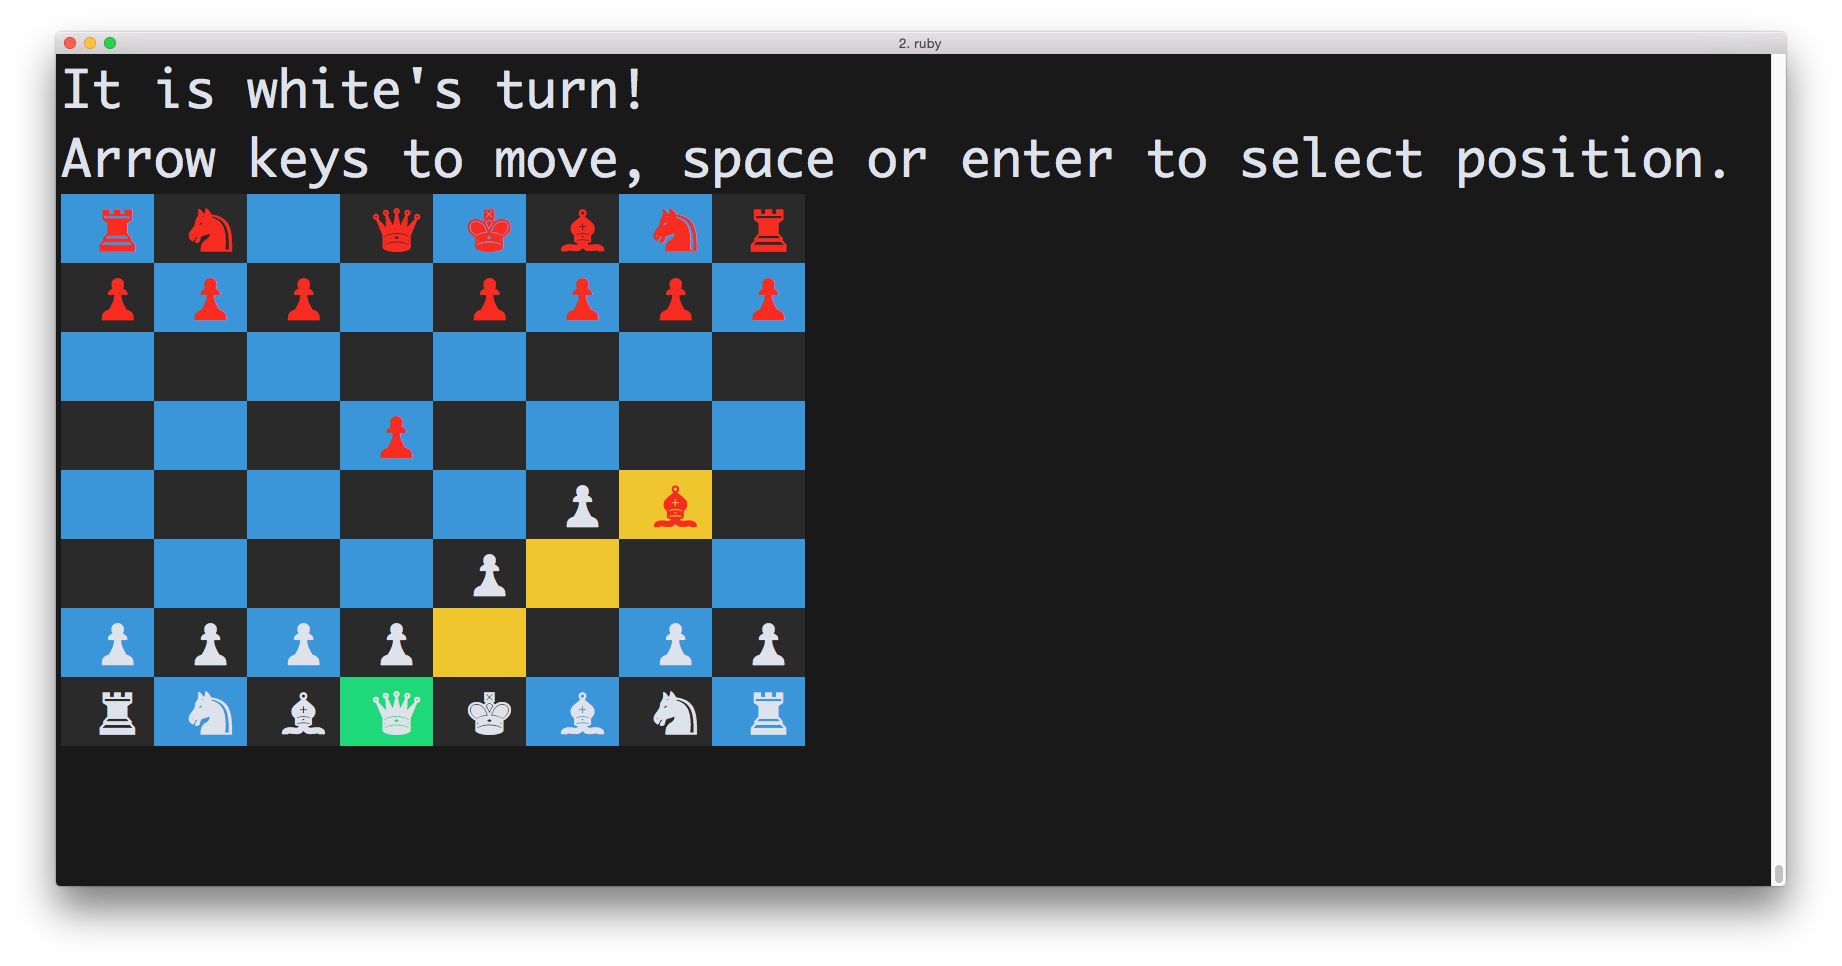 2. ruby
It is white's turn!
Arrow keys to move, space or enter to select position.